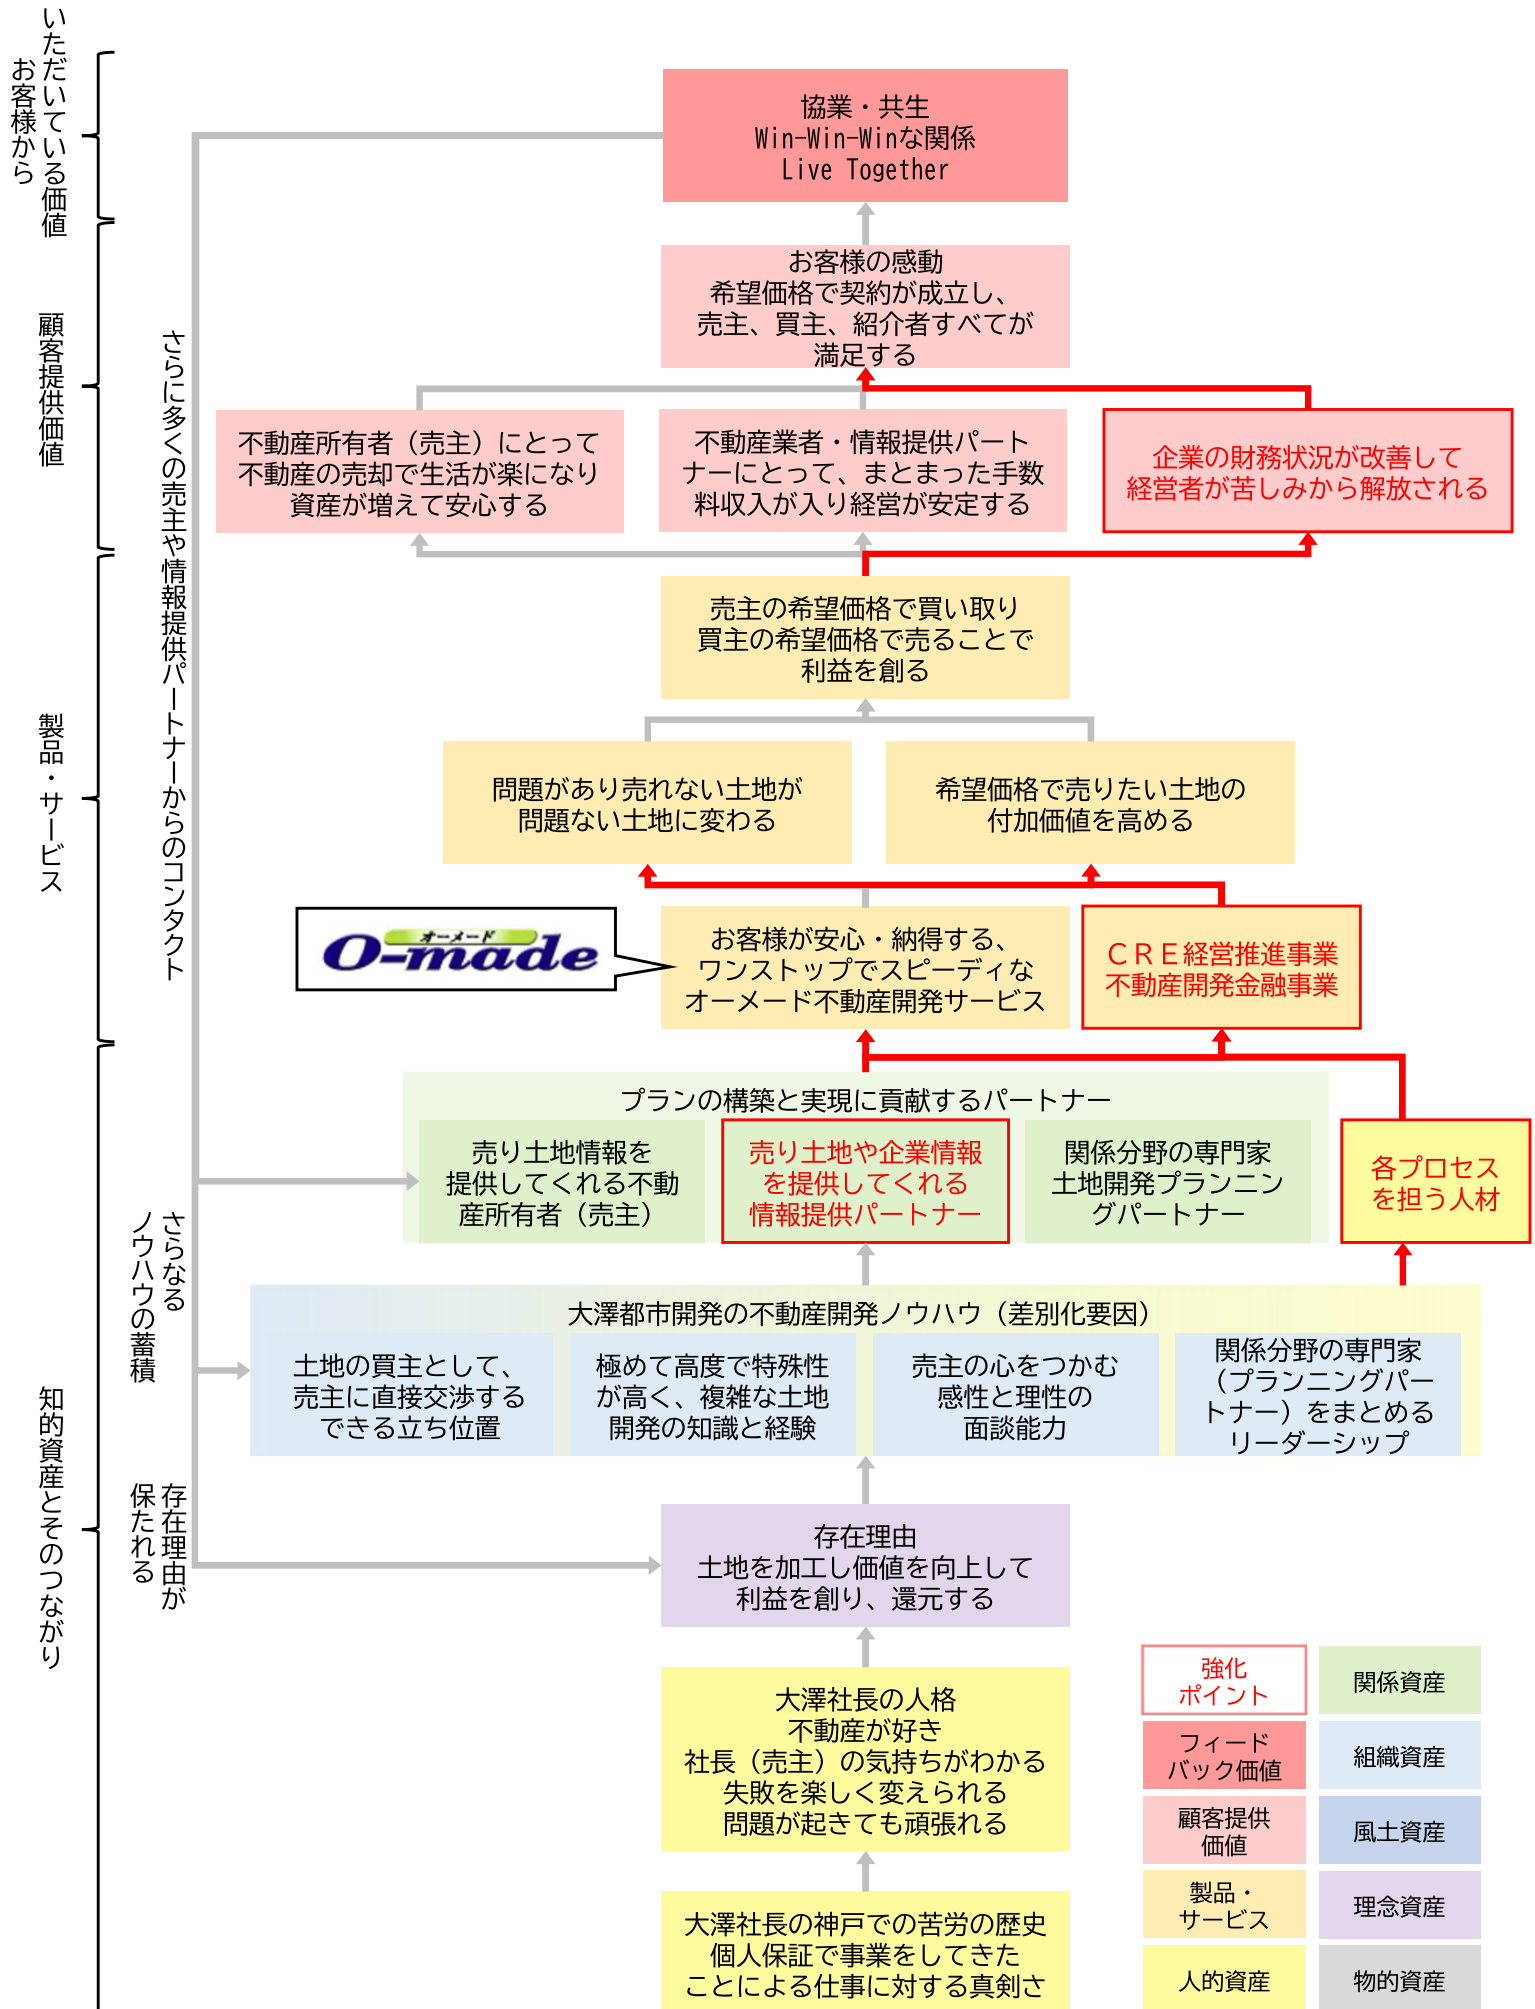 いただいている価値
お客様から
協業・共生
Win-Win-Winな関係
Live Together
顧客提供価値
お客様の感動
希望価格で契約が成立し、
売主、買主、紹介者すべてが
満足する
さらに多くの売主や情報提供パートナーからのコンタクト
不動産所有者（売主）にとって
不動産の売却で生活が楽になり
資産が増えて安心する
不動産業者・情報提供パート
ナーにとって、まとまった手数
料収入が入り経営が安定する
企業の財務状況が改善して
経営者が苦しみから解放される
製品・サービス
売主の希望価格で買い取り
買主の希望価格で売ることで
利益を創る
問題があり売れない土地が
問題ない土地に変わる
希望価格で売りたい土地の
付加価値を高める
オーメード
O-made
お客様が安心・納得する、
ワンストップでスピーディな
オーメード不動産開発サービス
ＣＲＥ経営推進事業
不動産開発金融事業
知的資産とそのつながり
プランの構築と実現に貢献するパートナー
売り土地情報を
提供してくれる不動
産所有者（売主）
売り土地や企業情報
を提供してくれる
情報提供パートナー
関係分野の専門家
土地開発プランニン
グパートナー
各プロセス
を担う人材
さらなる
ノウハウの蓄積
大澤都市開発の不動産開発ノウハウ（差別化要因）
土地の買主として、
売主に直接交渉する
できる立ち位置
極めて高度で特殊性
が高く、複雑な土地
開発の知識と経験
売主の心をつかむ
感性と理性の
面談能力
関係分野の専門家
（プランニングパー
トナー）をまとめる
リーダーシップ
存在理由が
保たれる
存在理由
土地を加工し価値を向上して
利益を創り、還元する
大澤社長の人格
不動産が好き
社長（売主）の気持ちがわかる
失敗を楽しく変えられる
問題が起きても頑張れる
大澤社長の神戸での苦労の歴史
個人保証で事業をしてきた
ことによる仕事に対する真剣さ
強化
ポイント
関係資産
フィード
バック価値
組織資産
顧客提供
価値
風土資産
製品・
サービス
理念資産
人的資産
物的資産